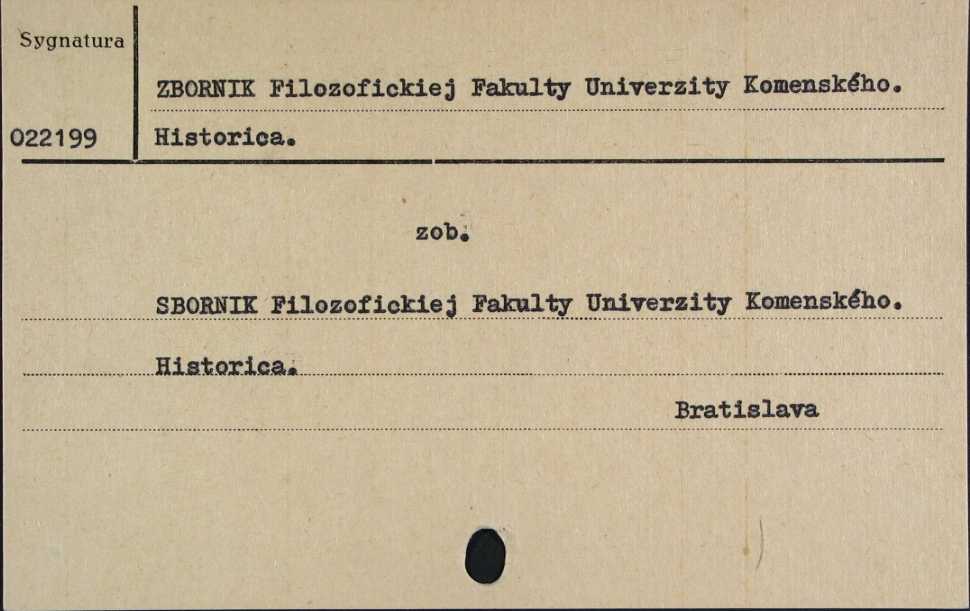 Sygnatura
ZBORNIK Filozofickiej Fakulty Univerzity Komenského.
022199
Historica.
zob.
SBORNIK Filozofickiej Fakulty Univerzity Komenského.
Historica.
Bratislava